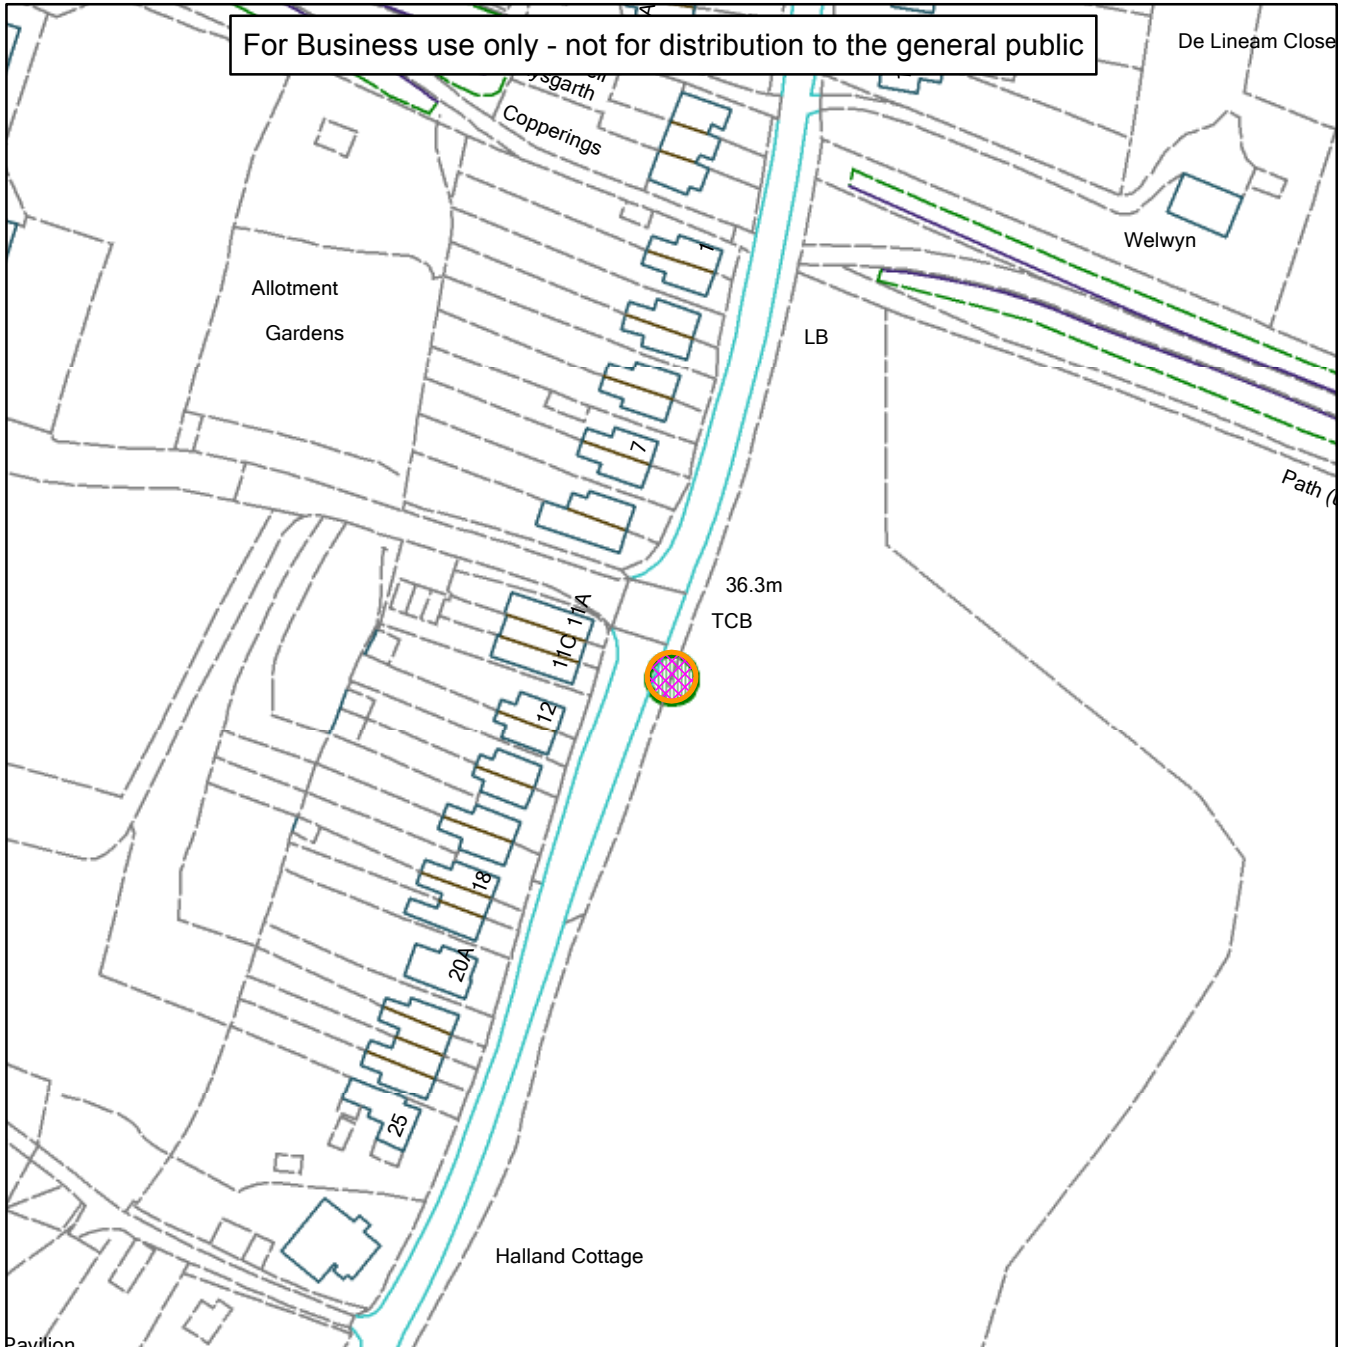 For Business use only - not for distribution to the general public
De Lineam Close
Copperings
Welwyn
1
Allotment
Gardens
LB
7
Path
36.3m
TCB
11A
11C
12
18
20A
25
Halland Cottage
Pavilion